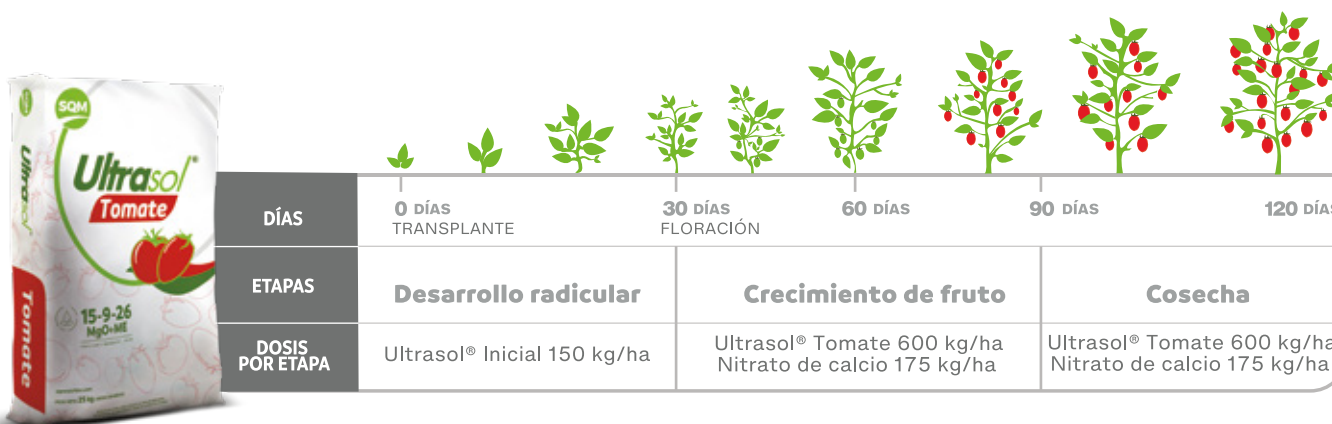 SQM
Ultrasol
Ultrasol®
Tomate
15-9-26
MgO+ME
Tomate
DÍAS
0 DÍAS
TRANSPLANTE
30 DÍAS
FLORACIÓN
60 DÍAS
90 DÍAS
120 DÍAS
ETAPAS
Desarrollo radicular
Crecimiento de fruto
Cosecha
DOSIS
POR ETAPA
Ultrasol® Inicial 150 kg/ha
Ultrasol® Tomate 600 kg/ha
Nitrato de calcio 175 kg/ha
Ultrasol® Tomate 600 kg/ha
Nitrato de calcio 175 kg/ha